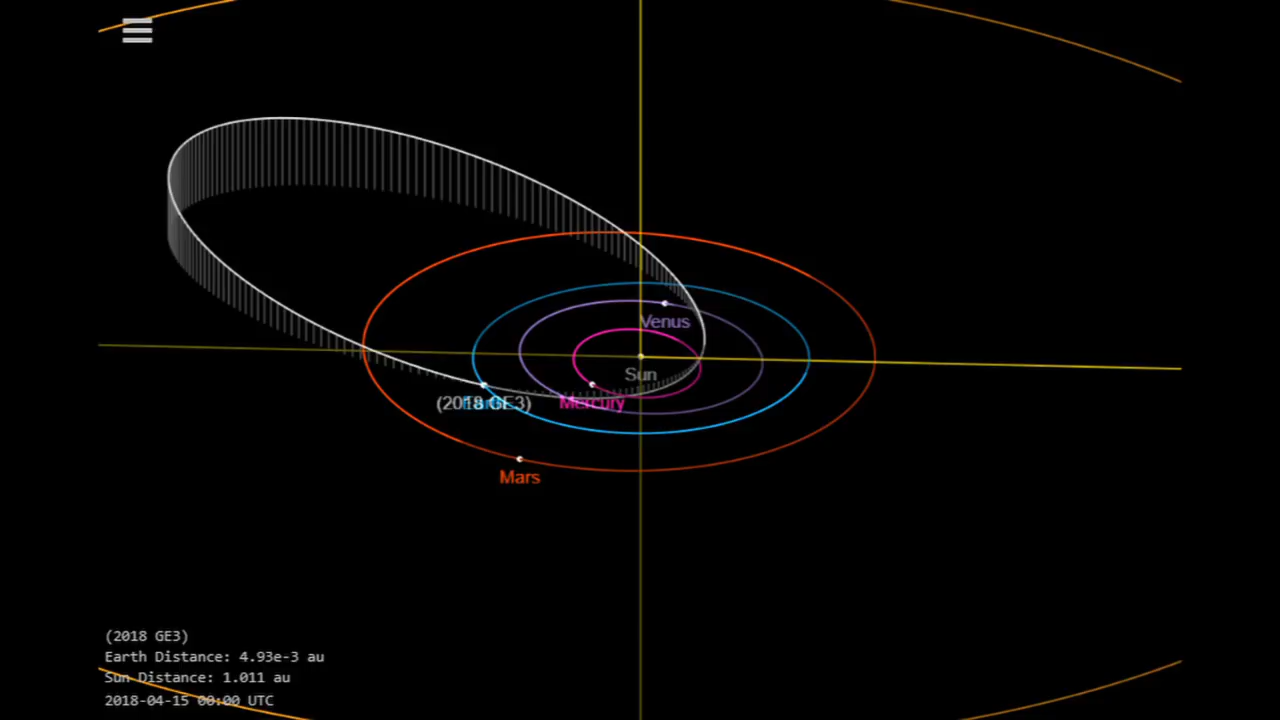 Venus
Sun
(2018 GE3)
Mercury
Mars
(2018 GE3)
Earth Distance: 4.93e-3 au
Sun Distance: 1.011 au
2018-04-15 00:00 UTC